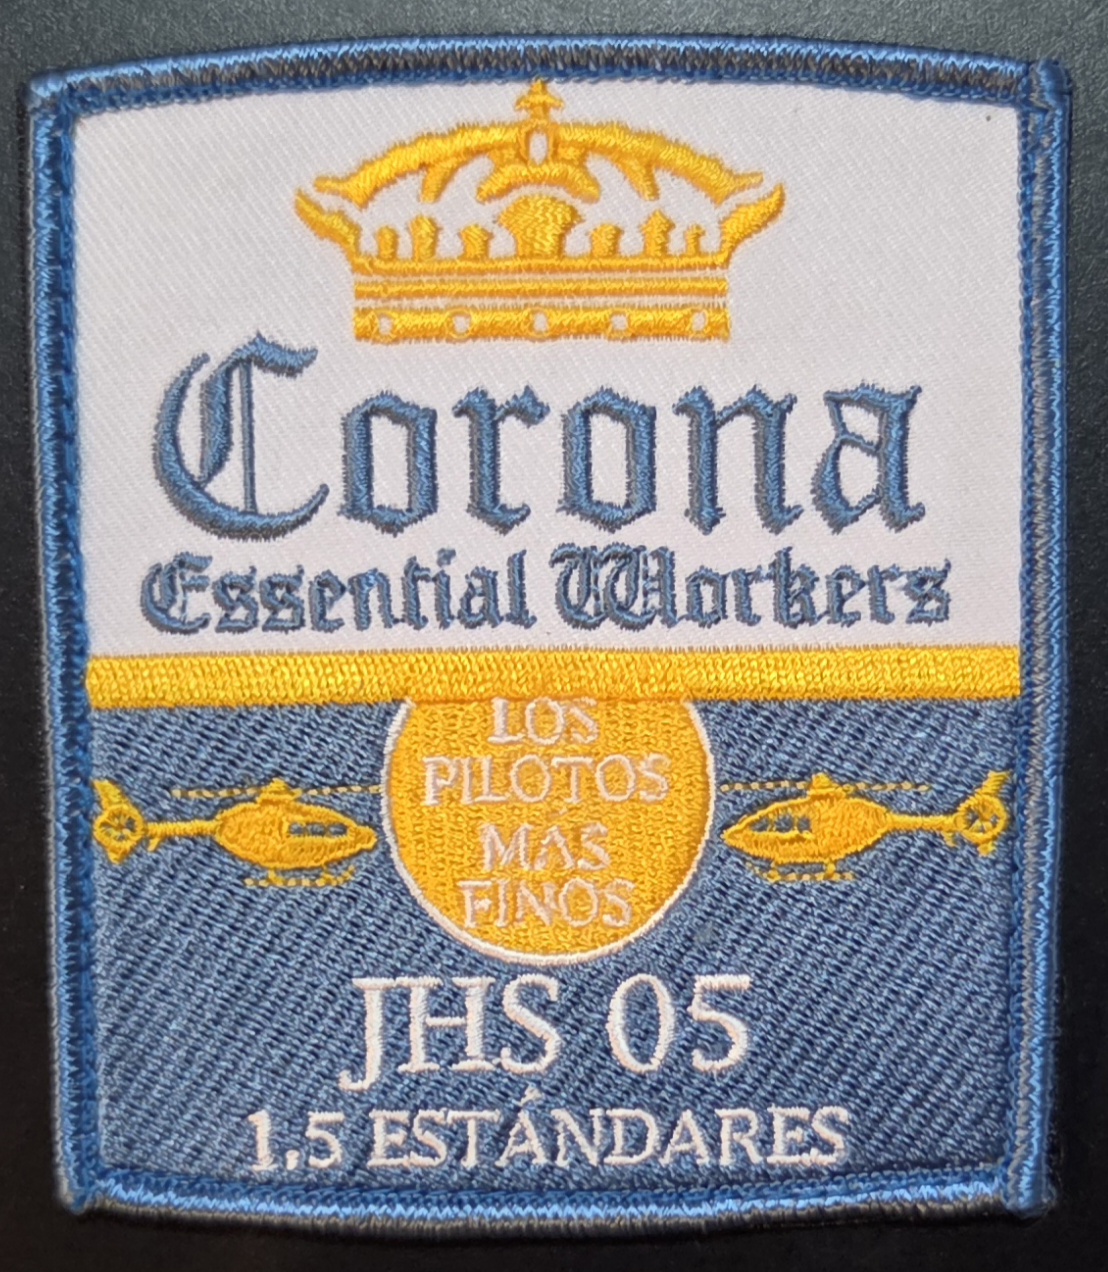 Corona
Essential Workers
LOS
PILOTOS
MAS
FINOS
JHS 05
1.5 ESTÁNDARES